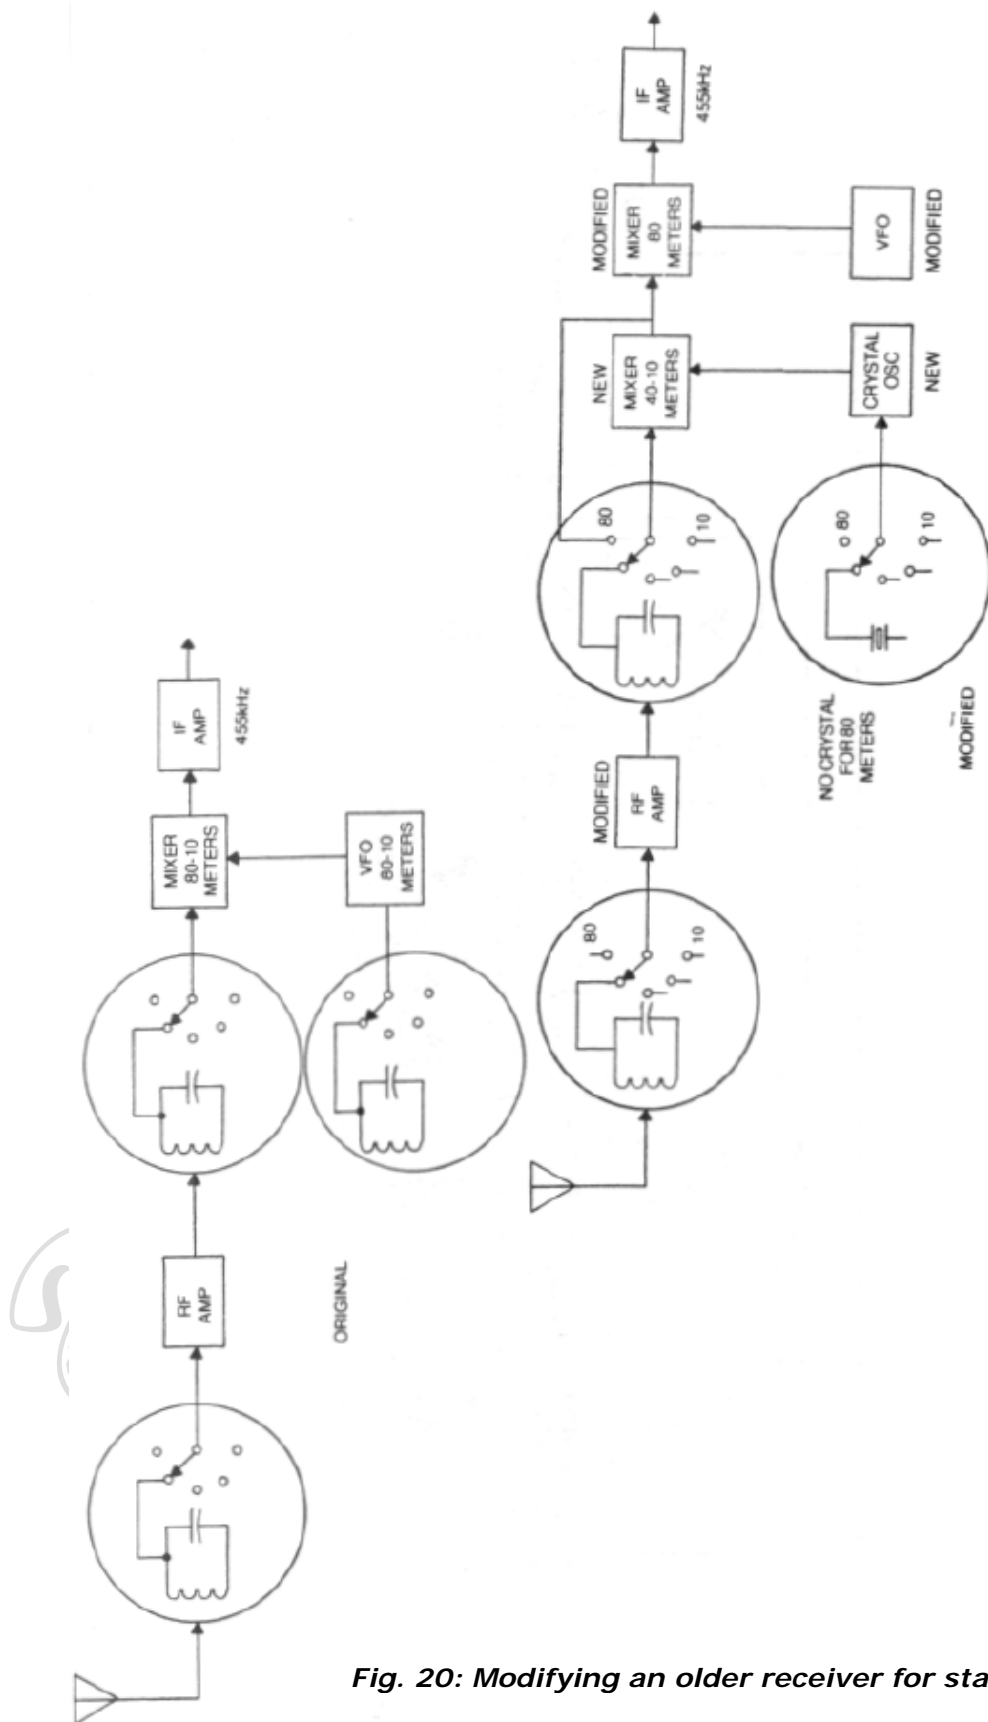 RF
AMP
MIXER
80-10
METERS
IF
AMP
455kHz
VFO
80-10
METERS
ORIGINAL
80
10
MODIFIED
RF
AMP
80
10
NEW
MIXER
40-10
METERS
MODIFIED
MIXER
80
METERS
IF
AMP
455kHz
NO CRYSTAL
FOR 80
METERS
MODIFIED
80
10
CRYSTAL
OSC
NEW
VFO
MODIFIED
Fig. 20: Modifying an older receiver for sta